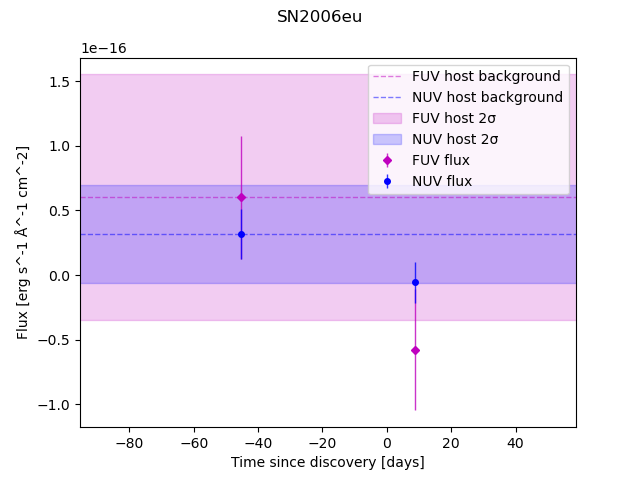 SN2006eu
1e−16
FUV host background
NUV host background
FUV host 2σ
NUV host 2σ
FUV flux
NUV flux
1.5
1.0
0.5
0.0
−0.5
−1.0
Flux [erg s^-1 Å^-1 cm^-2]
−80
−60
−40
−20
0
20
40
Time since discovery [days]